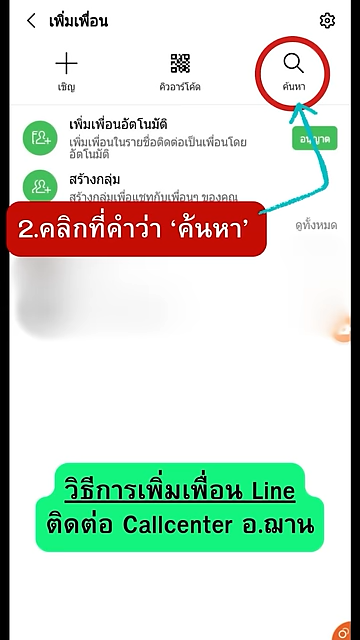 เพิ่มเพื่อน
เชิญ
คิวอาร์โค้ด
ค้นหา
เพิ่มเพื่อนอัตโนมัติ
เพิ่มเพื่อนในรายชื่อติดต่อเป็นเพื่อนโดย
อัตโนมัติ
อนุญาต
สร้างกลุ่ม
สร้างกลุ่มเพื่อแชทกับเพื่อนๆ ของคุณ
2.คลิกที่คำว่า ‘ค้นหา’
ดูทั้งหมด
วิธีการเพิ่มเพื่อน Line
ติดต่อ Callcenter อ.ฌาน